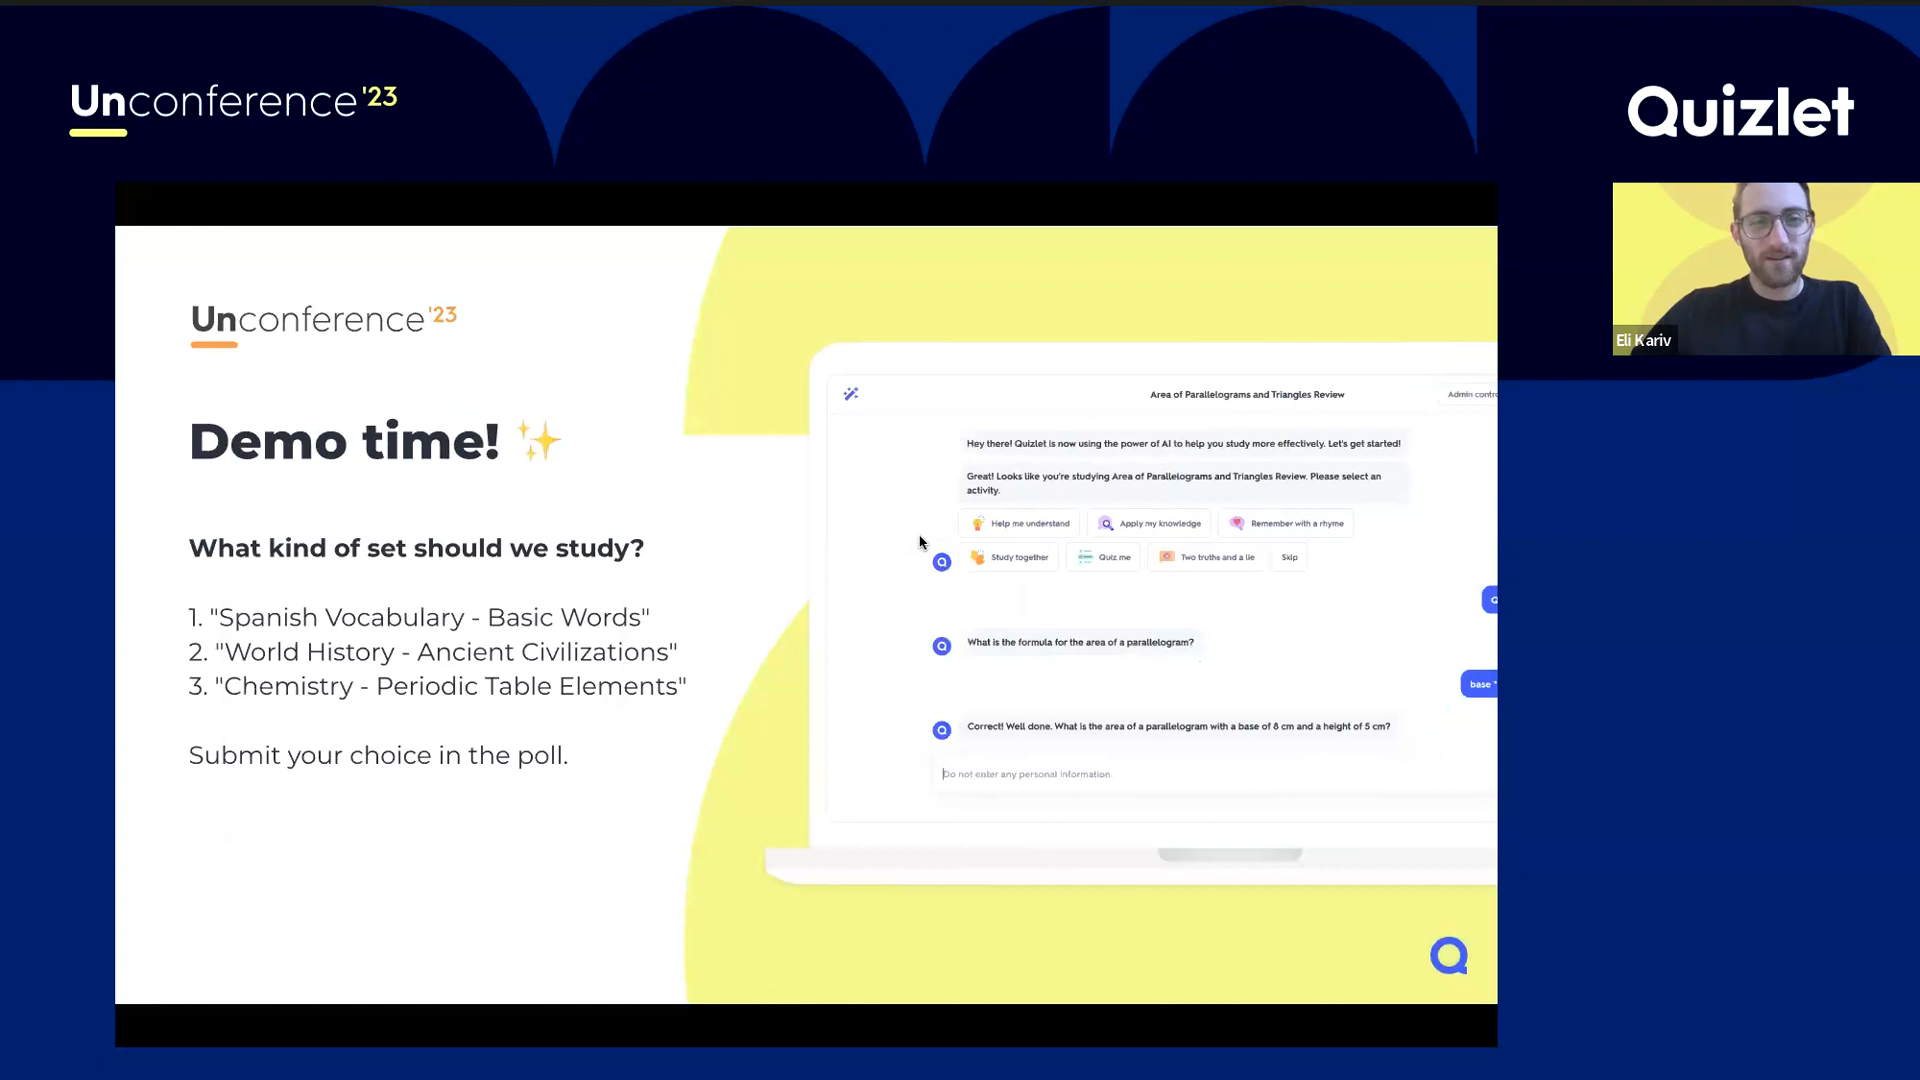 Unconference '23
Quizlet
Eli Kariv
Unconference '23
Demo time! ✨
What kind of set should we study?
1. "Spanish Vocabulary - Basic Words"
2. "World History - Ancient Civilizations"
3. "Chemistry - Periodic Table Elements"
Submit your choice in the poll.
Area of Parallelograms and Triangles Review
Admin contro
Hey there! Quizlet is now using the power of AI to help you study more effectively. Let's get started!
Great! Looks like you're studying Area of Parallelograms and Triangles Review. Please select an
activity.
Help me understand
Apply my knowledge
Remember with a rhyme
Study together
Quiz me
Two truths and a lie
Skip
What is the formula for the area of a parallelogram?
base *
Correct! Well done. What is the area of a parallelogram with a base of 8 cm and a height of 5 cm?
Do not enter any personal information.